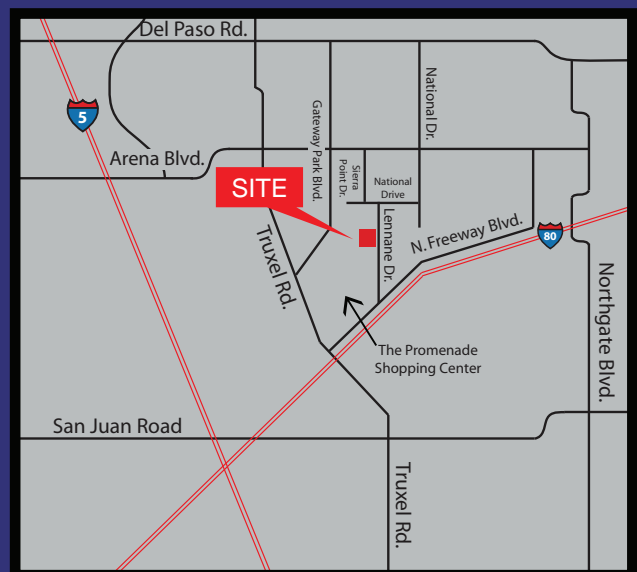 Del Paso Rd.
5
Gateway Park Blvd.
National Dr.
Arena Blvd.
SITE
Sierra
Point Dr.
National
Drive
Lennane Dr.
N. Freeway Blvd.
80
Truxel Rd.
Northgate Blvd.
The Promenade
Shopping Center
San Juan Road
Truxel Rd.